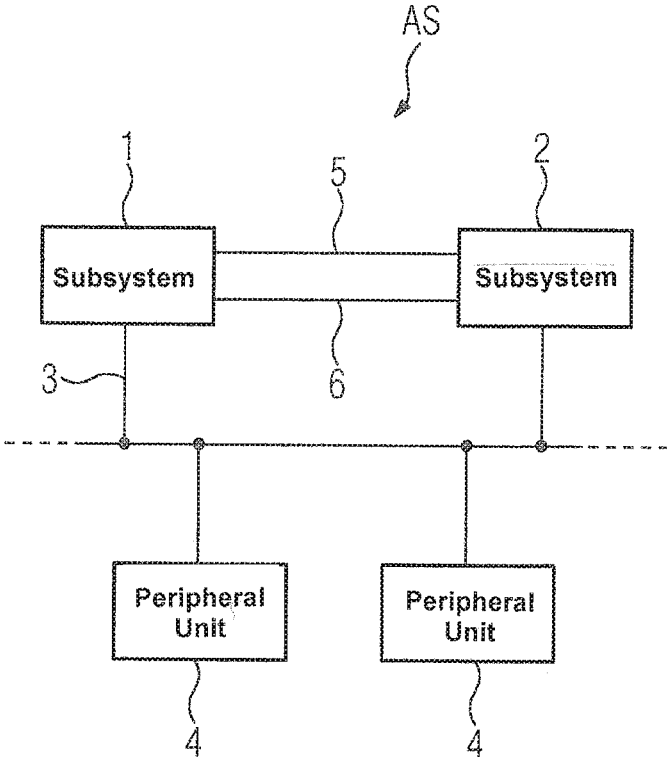 AS
1
2
5
Subsystem
Subsystem
3
6
Peripheral
Unit
Peripheral
Unit
4
4